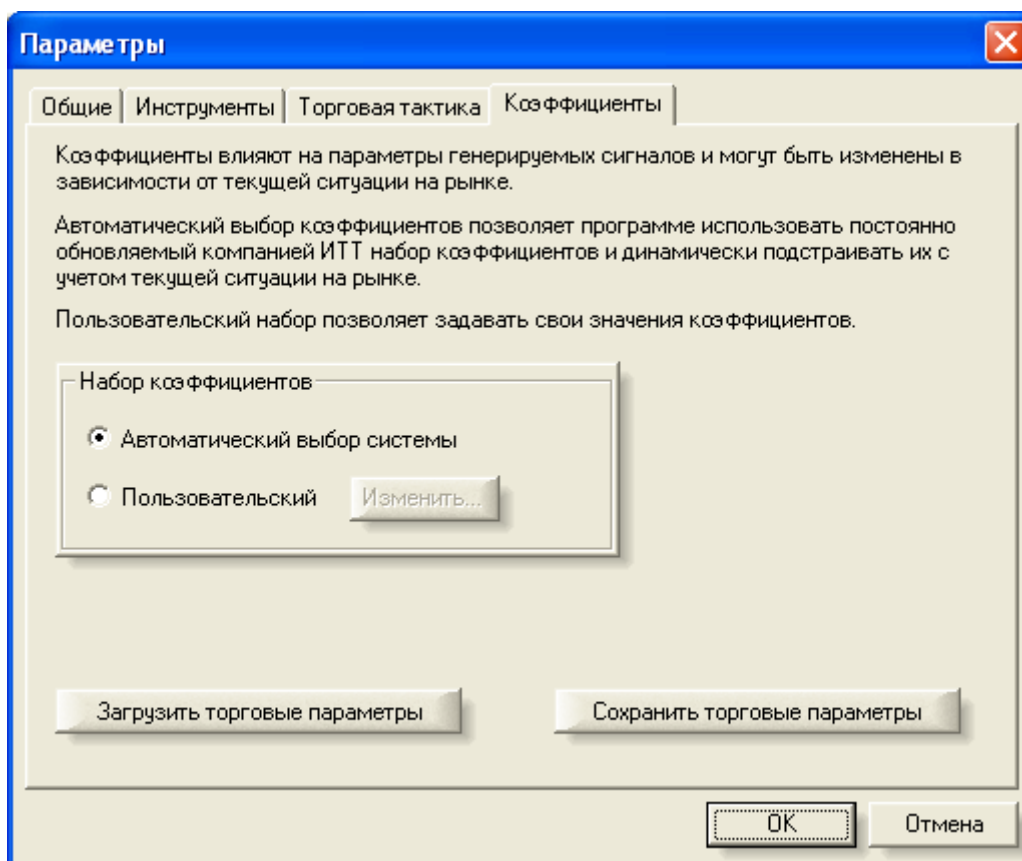 Параметры
Общие Инструменты Торговая тактика Коэффициенты
Коэффициенты влияют на параметры генерируемых сигналов и могут быть изменены в
зависимости от текущей ситуации на рынке.
Автоматический выбор коэффициентов позволяет программе использовать постоянно
обновляемый компанией ИТТ набор коэффициентов и динамически подстраивать их с
учетом текущей ситуации на рынке.
Пользовательский набор позволяет задавать свои значения коэффициентов.
Набор коэффициентов
Автоматический выбор системы
Пользовательский Изменить...
Загрузить торговые параметры Сохранить торговые параметры
OK Отмена